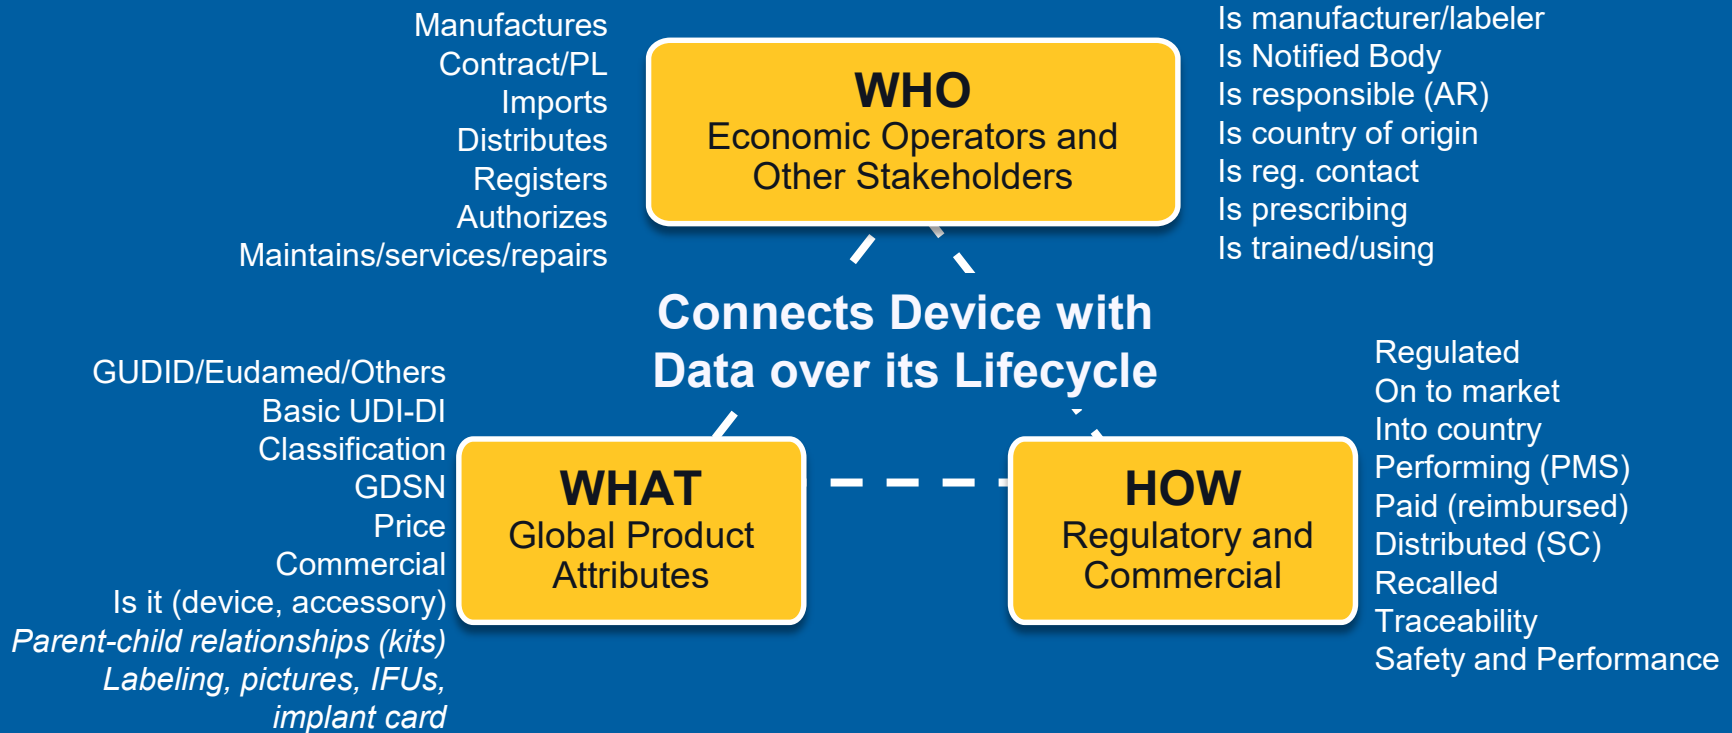 Manufactures
Contract/PL
Imports
Distributes
Registers
Authorizes
Maintains/services/repairs
WHO
Economic Operators and
Other Stakeholders
Is manufacturer/labeler
Is Notified Body
Is responsible (AR)
Is country of origin
Is reg. contact
Is prescribing
Is trained/using
Connects Device with
Data over its Lifecycle
GUDID/Eudamed/Others
Basic UDI-DI
Classification
GDSN
Price
Commercial
Is it (device, accessory)
Parent-child relationships (kits)
Labeling, pictures, IFUs,
implant card
WHAT
Global Product
Attributes
HOW
Regulatory and
Commercial
Regulated
On to market
Into country
Performing (PMS)
Paid (reimbursed)
Distributed (SC)
Recalled
Traceability
Safety and Performance